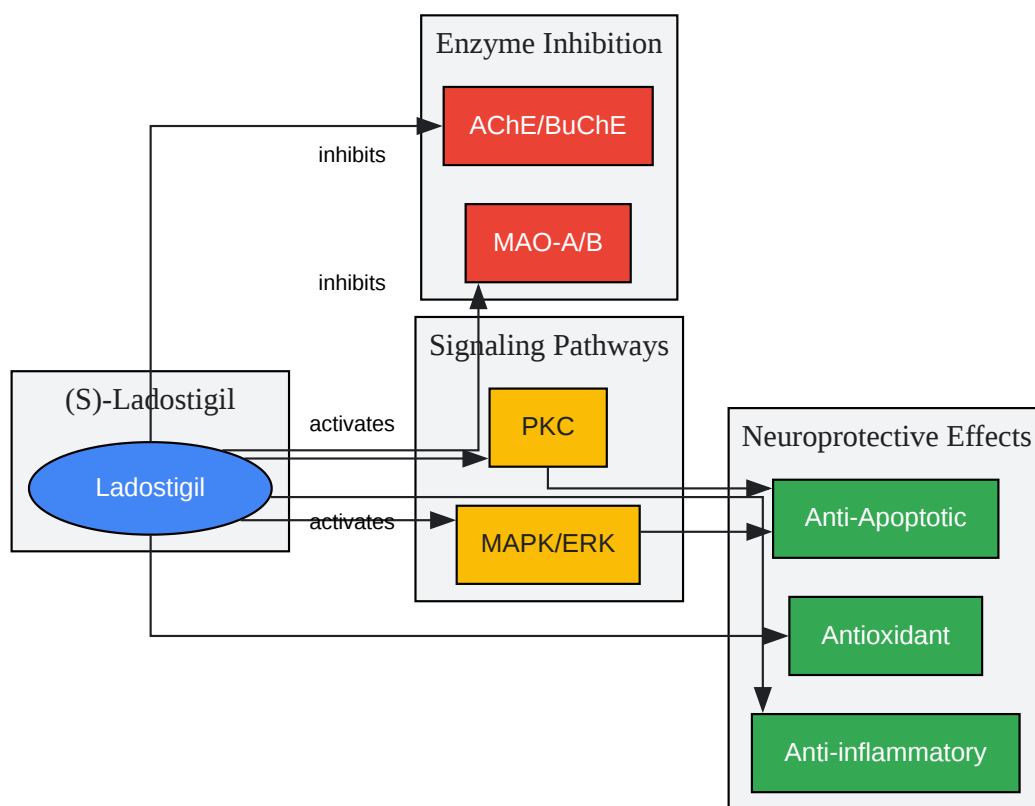 Enzyme Inhibition
AChE/BuChE
inhibits
MAO-A/B
inhibits
Signaling Pathways
(S)-Ladostigil
PKC
activates
Neuroprotective Effects
Ladostigil
Anti-Apoptotic
activates
MAPK/ERK
Antioxidant
Anti-inflammatory